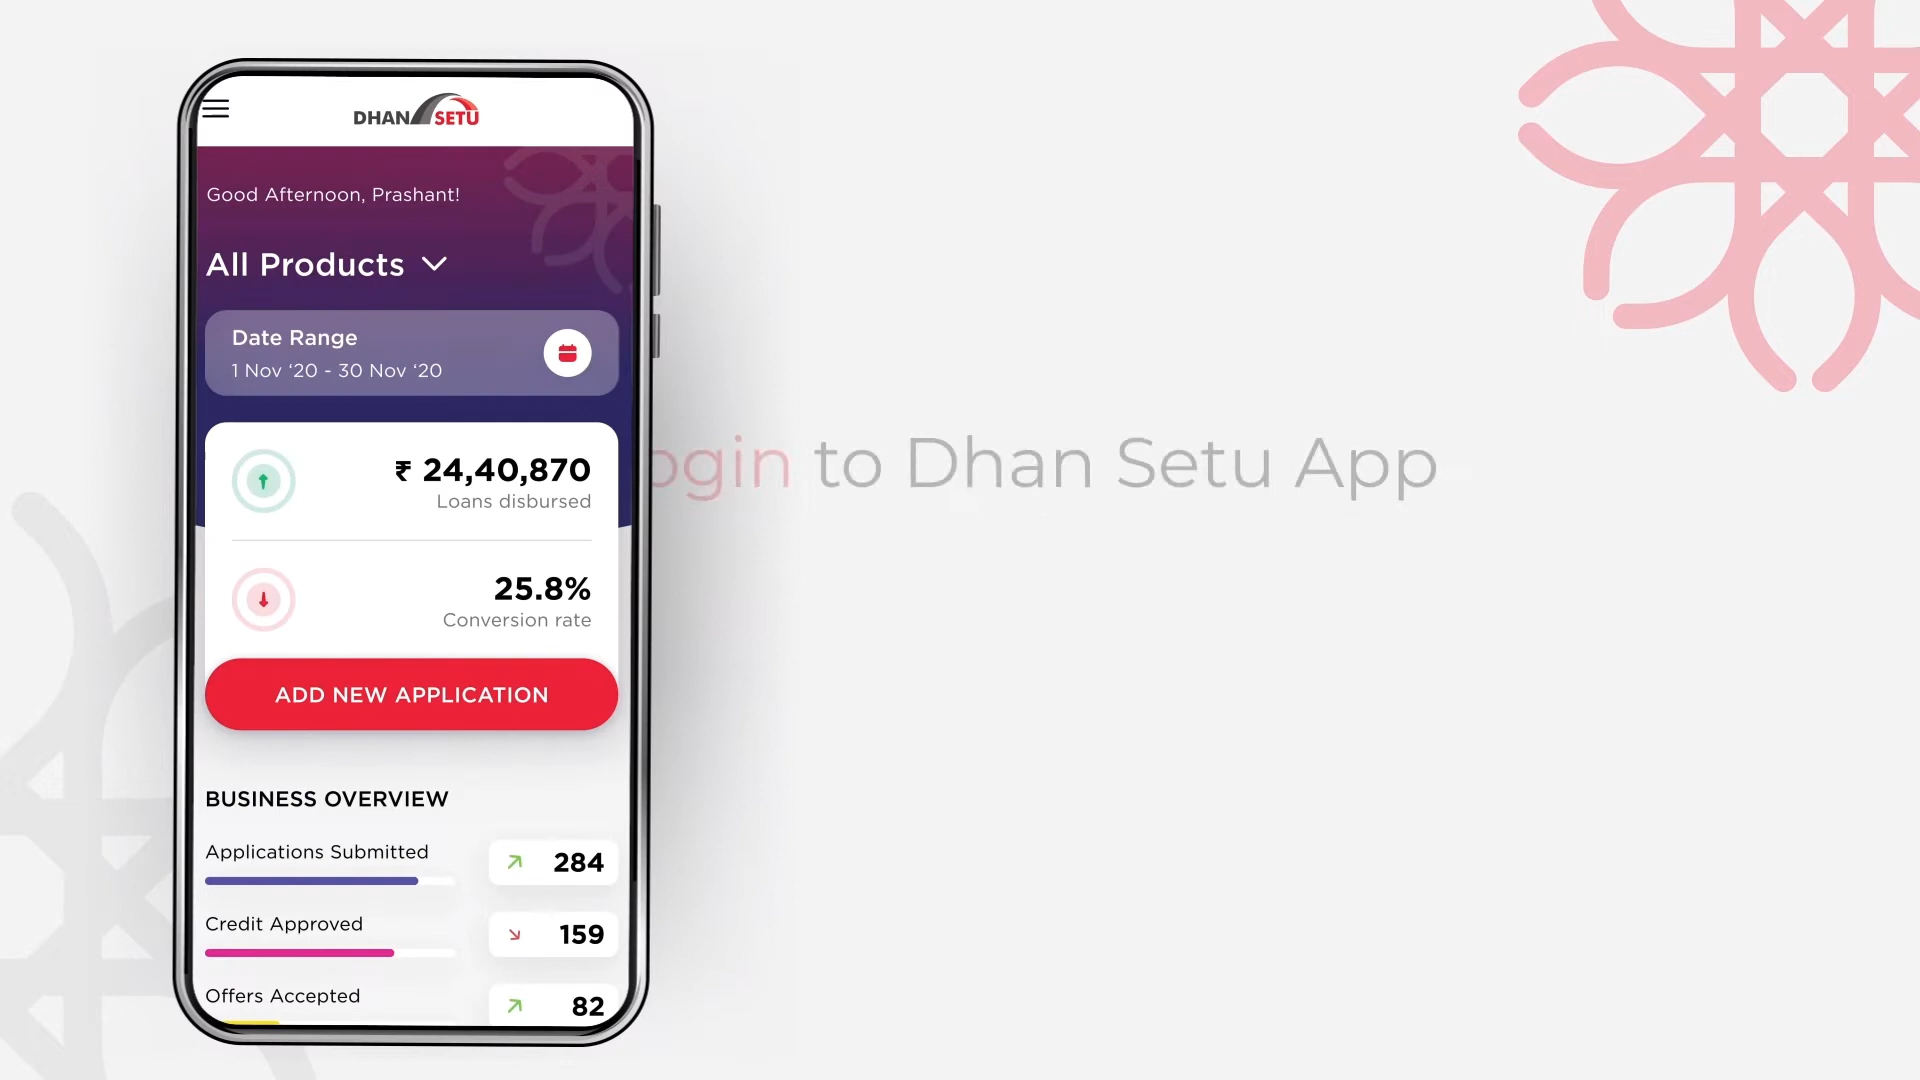 DHAN SETU
Good Afternoon, Prashant!
All Products
Date Range
1 Nov ‘20 - 30 Nov ‘20
₹ 24,40,870
Loans disbursed
25.8%
Conversion rate
ADD NEW APPLICATION
BUSINESS OVERVIEW
Applications Submitted
284
Credit Approved
159
Offers Accepted
82
ogin to Dhan Setu App